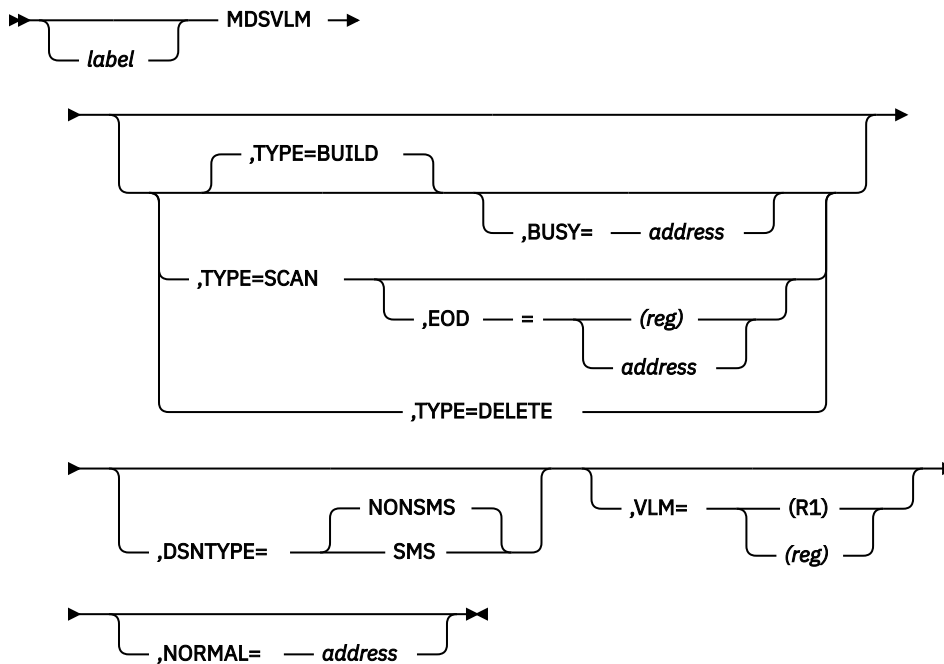 MDSVLM
label
,TYPE=BUILD
,BUSY= address
,TYPE=SCAN
,EOD = (reg)
address
,TYPE=DELETE
NONSMS
,DSNTYPE= SMS
,VLM= (R1)
(reg)
,NORMAL= address